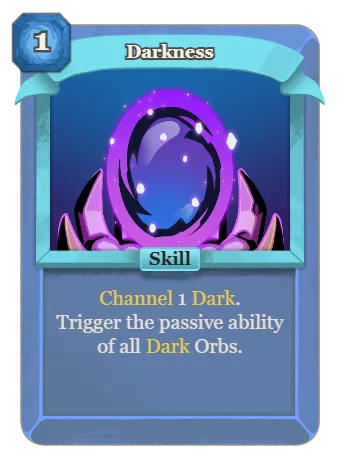 1
Darkness
Skill
Channel 1 Dark.
Trigger the passive ability
of all Dark Orbs.